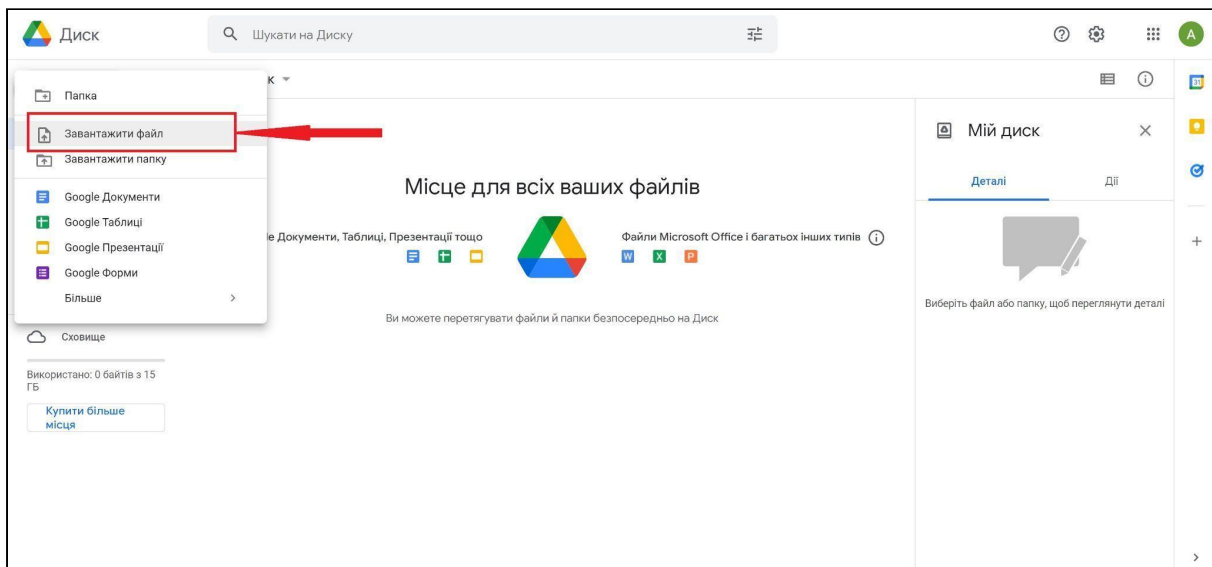 Диск
Шукати на Диску
A
Папка
к
31
Завантажити файл
Завантажити папку
Мій диск
Google Документи
Місце для всіх ваших файлів
Деталі
Дії
Google Таблиці
Google Презентації
е Документи, Таблиці, Презентації тощо
Файли Microsoft Office і багатьох інших типів
W X P
Google Форми
Більше
Виберіть файл або папку, щоб переглянути деталі
Ви можете перетягувати файли й папки безпосередньо на Диск
Сховище
Використано: 0 байтів з 15
ГБ
Купити більше
місця